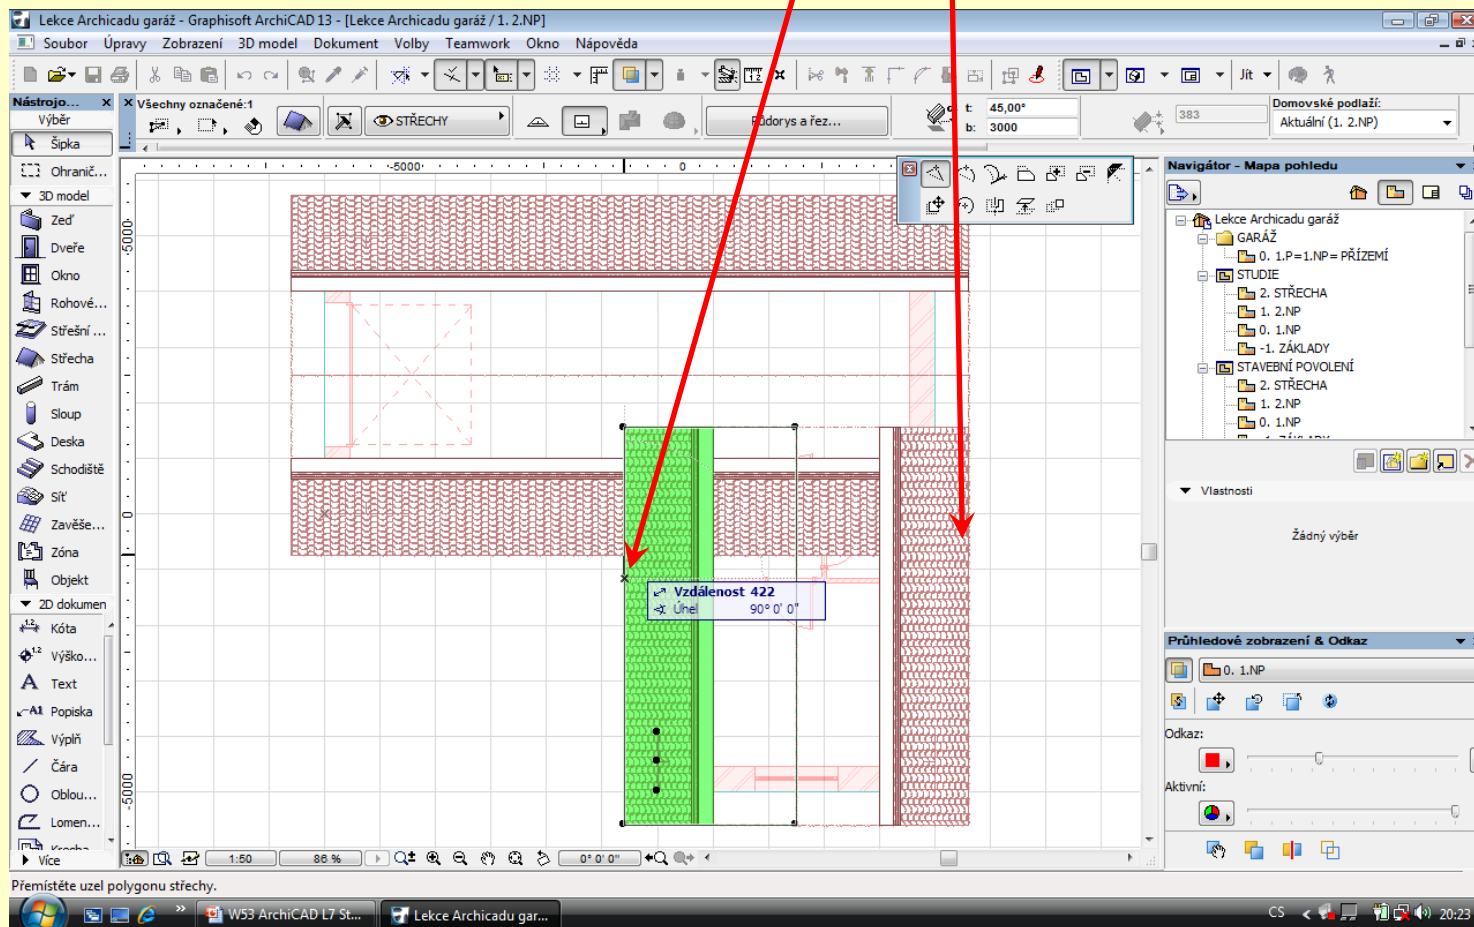 Lekce Archicadu garáž - Graphisoft ArchiCAD 13 - [Lekce Archicadu garáž / 1. 2.NP]
Soubor Úpravy Zobrazení 3D model Dokument Volby Teamwork Okno Nápověda
Jít
Nástrojo...
Výběr
Šipka
Ohranič...
3D model
Zeď
Dveře
Okno
Rohové...
Střešní ...
Střecha
Trám
Sloup
Deska
Schodiště
Síť
Zavěše...
Zóna
Objekt
2D dokumen
Kóta
Výško...
Text
Popiska
Výplň
Čára
Oblou...
Lomen...
Více
Všechny označené:1
STŘECHY
Půdorys a řez...
t: 45,00°
b: 3000
383
Domovské podlaží:
Aktuální (1. 2.NP)
-5000 0
5000
0
-5000
Vzdálenost 422
Úhel 90° 0' 0"
Navigátor - Mapa pohledu
Lekce Archicadu garáž
GARÁŽ
0. 1.P=1.NP= PŘÍZEMÍ
STUDIE
2. STŘECHA
1. 2.NP
0. 1.NP
-1. ZÁKLADY
STAVEBNÍ POVOLENÍ
2. STŘECHA
1. 2.NP
0. 1.NP
Vlastnosti
Žádný výběr
Průhledové zobrazení & Odkaz
0. 1.NP
Odkaz:
Aktivní:
1:50 86 % 0° 0' 0"
Přemístěte uzel polygonu střechy.
W53 ArchiCAD L7 St... Lekce Archicadu gar... CS 20:23